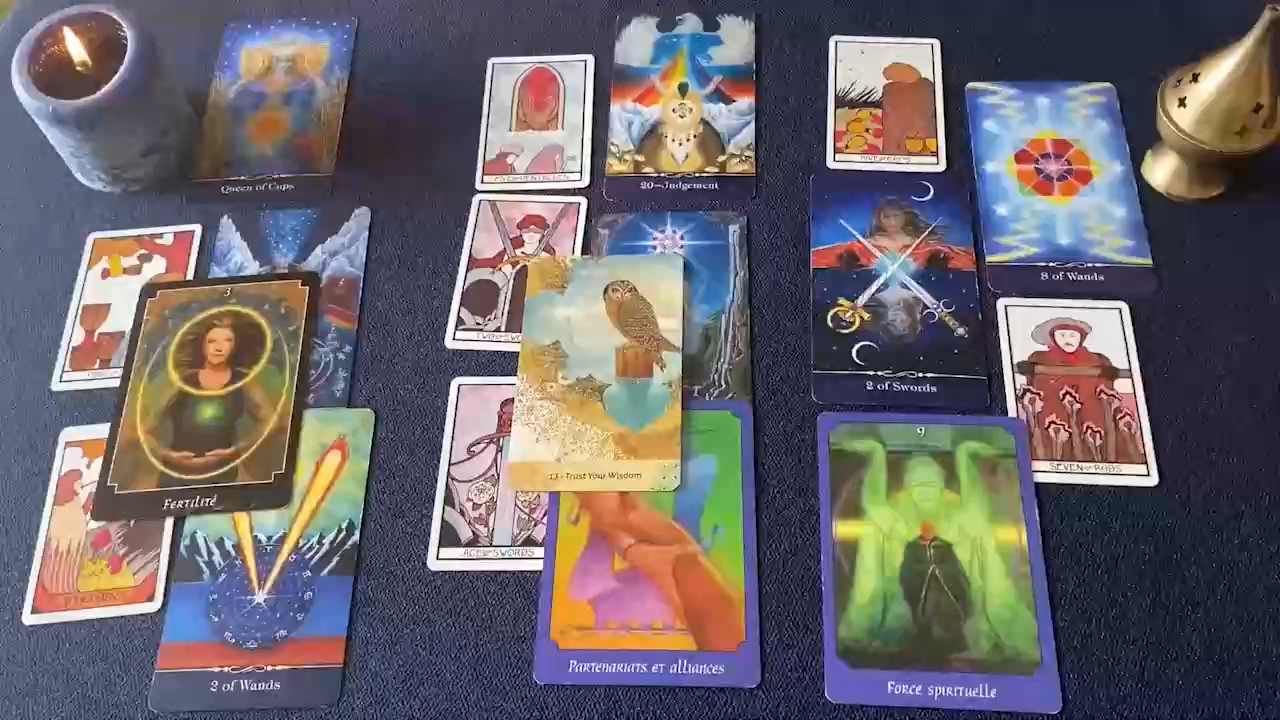 Queen of Cups
20-Judgement
8 of Wands
2 of Swords
3
FERTILITÉ
13 - Trust Your Wisdom
SEVEN OF RODS
9
ACE OF SWORDS
2 of Wands
PARTENARIATS ET ALLIANCES
FORCE SPIRITUELLE